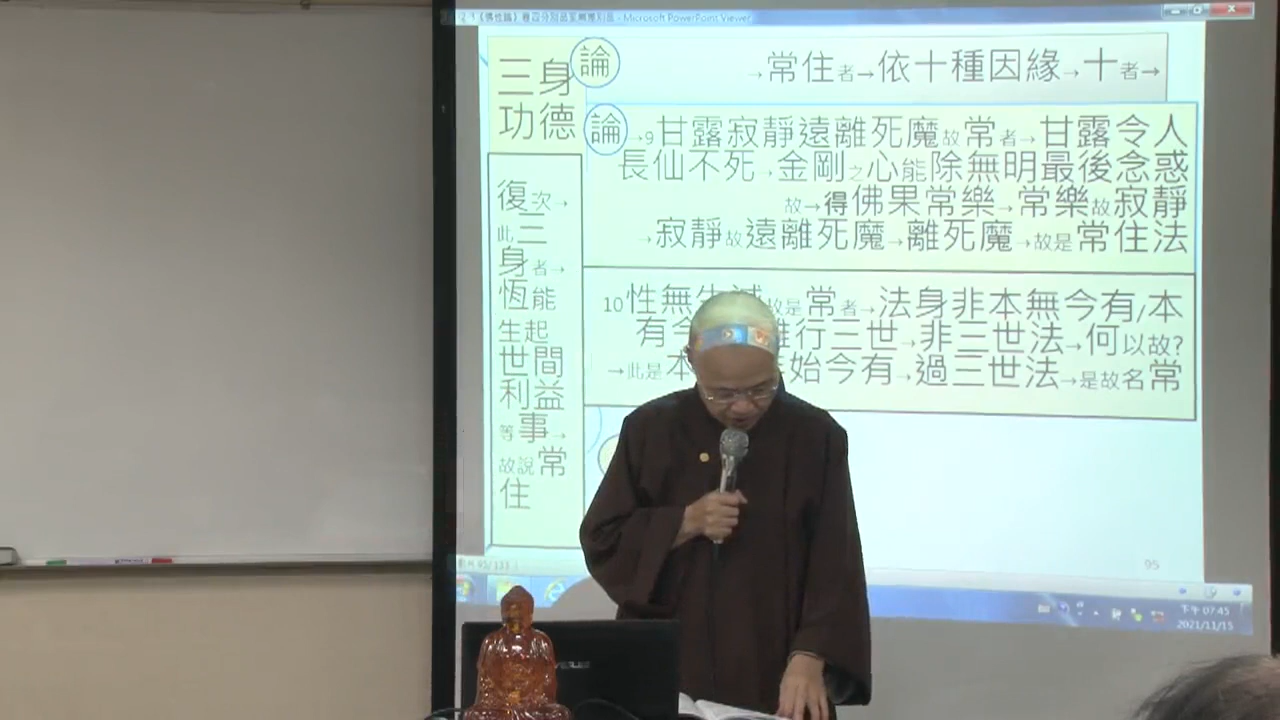 《佛性論》卷四分別品至無變異品 - Microsoft PowerPoint Viewer
三身
功德
論
→常住者→依十種因緣→十者→
復次→
此三
身者→
恆能
生起
世間
利益
等事→
故說常
住
論
→9甘露寂靜遠離死魔故常者→甘露令人
長仙不死→金剛之心能除無明最後念惑
故→得佛果常樂→常樂故寂靜
→寂靜故遠離死魔→離死魔→故是常住法
10性無生滅故是常者→法身非本無今有/本
有今 離行三世→非三世法→何以故?
→此是本 始今有→過三世法→是故名常
95
95/133
下午 07:45
2021/11/15